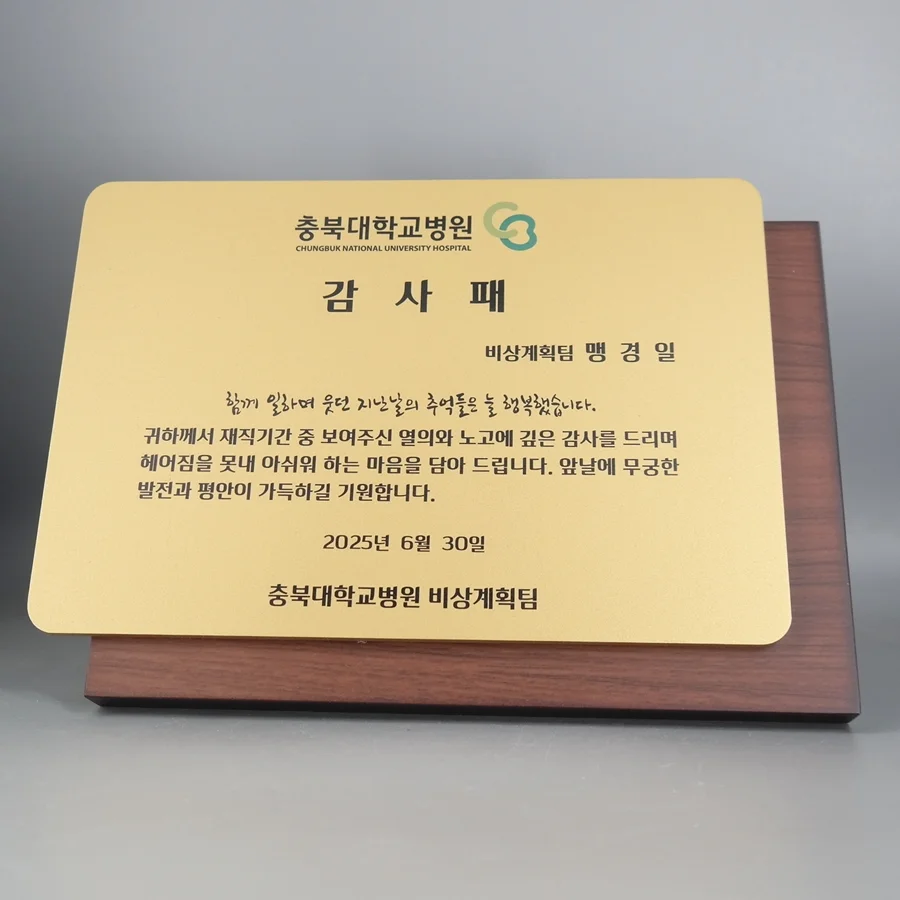 충북대학교병원
CHUNGBUK NATIONAL UNIVERSITY HOSPITAL
감 사 패
비상계획팀 맹 경 일
함께 일하며 웃던 지난날의 추억들은 늘 행복했습니다.
귀하께서 재직기간 중 보여주신 열의와 노고에 깊은 감사를 드리며
헤어짐을 못내 아쉬워 하는 마음을 담아 드립니다. 앞날에 무궁한
발전과 평안이 가득하길 기원합니다.
2025년 6월 30일
충북대학교병원 비상계획팀